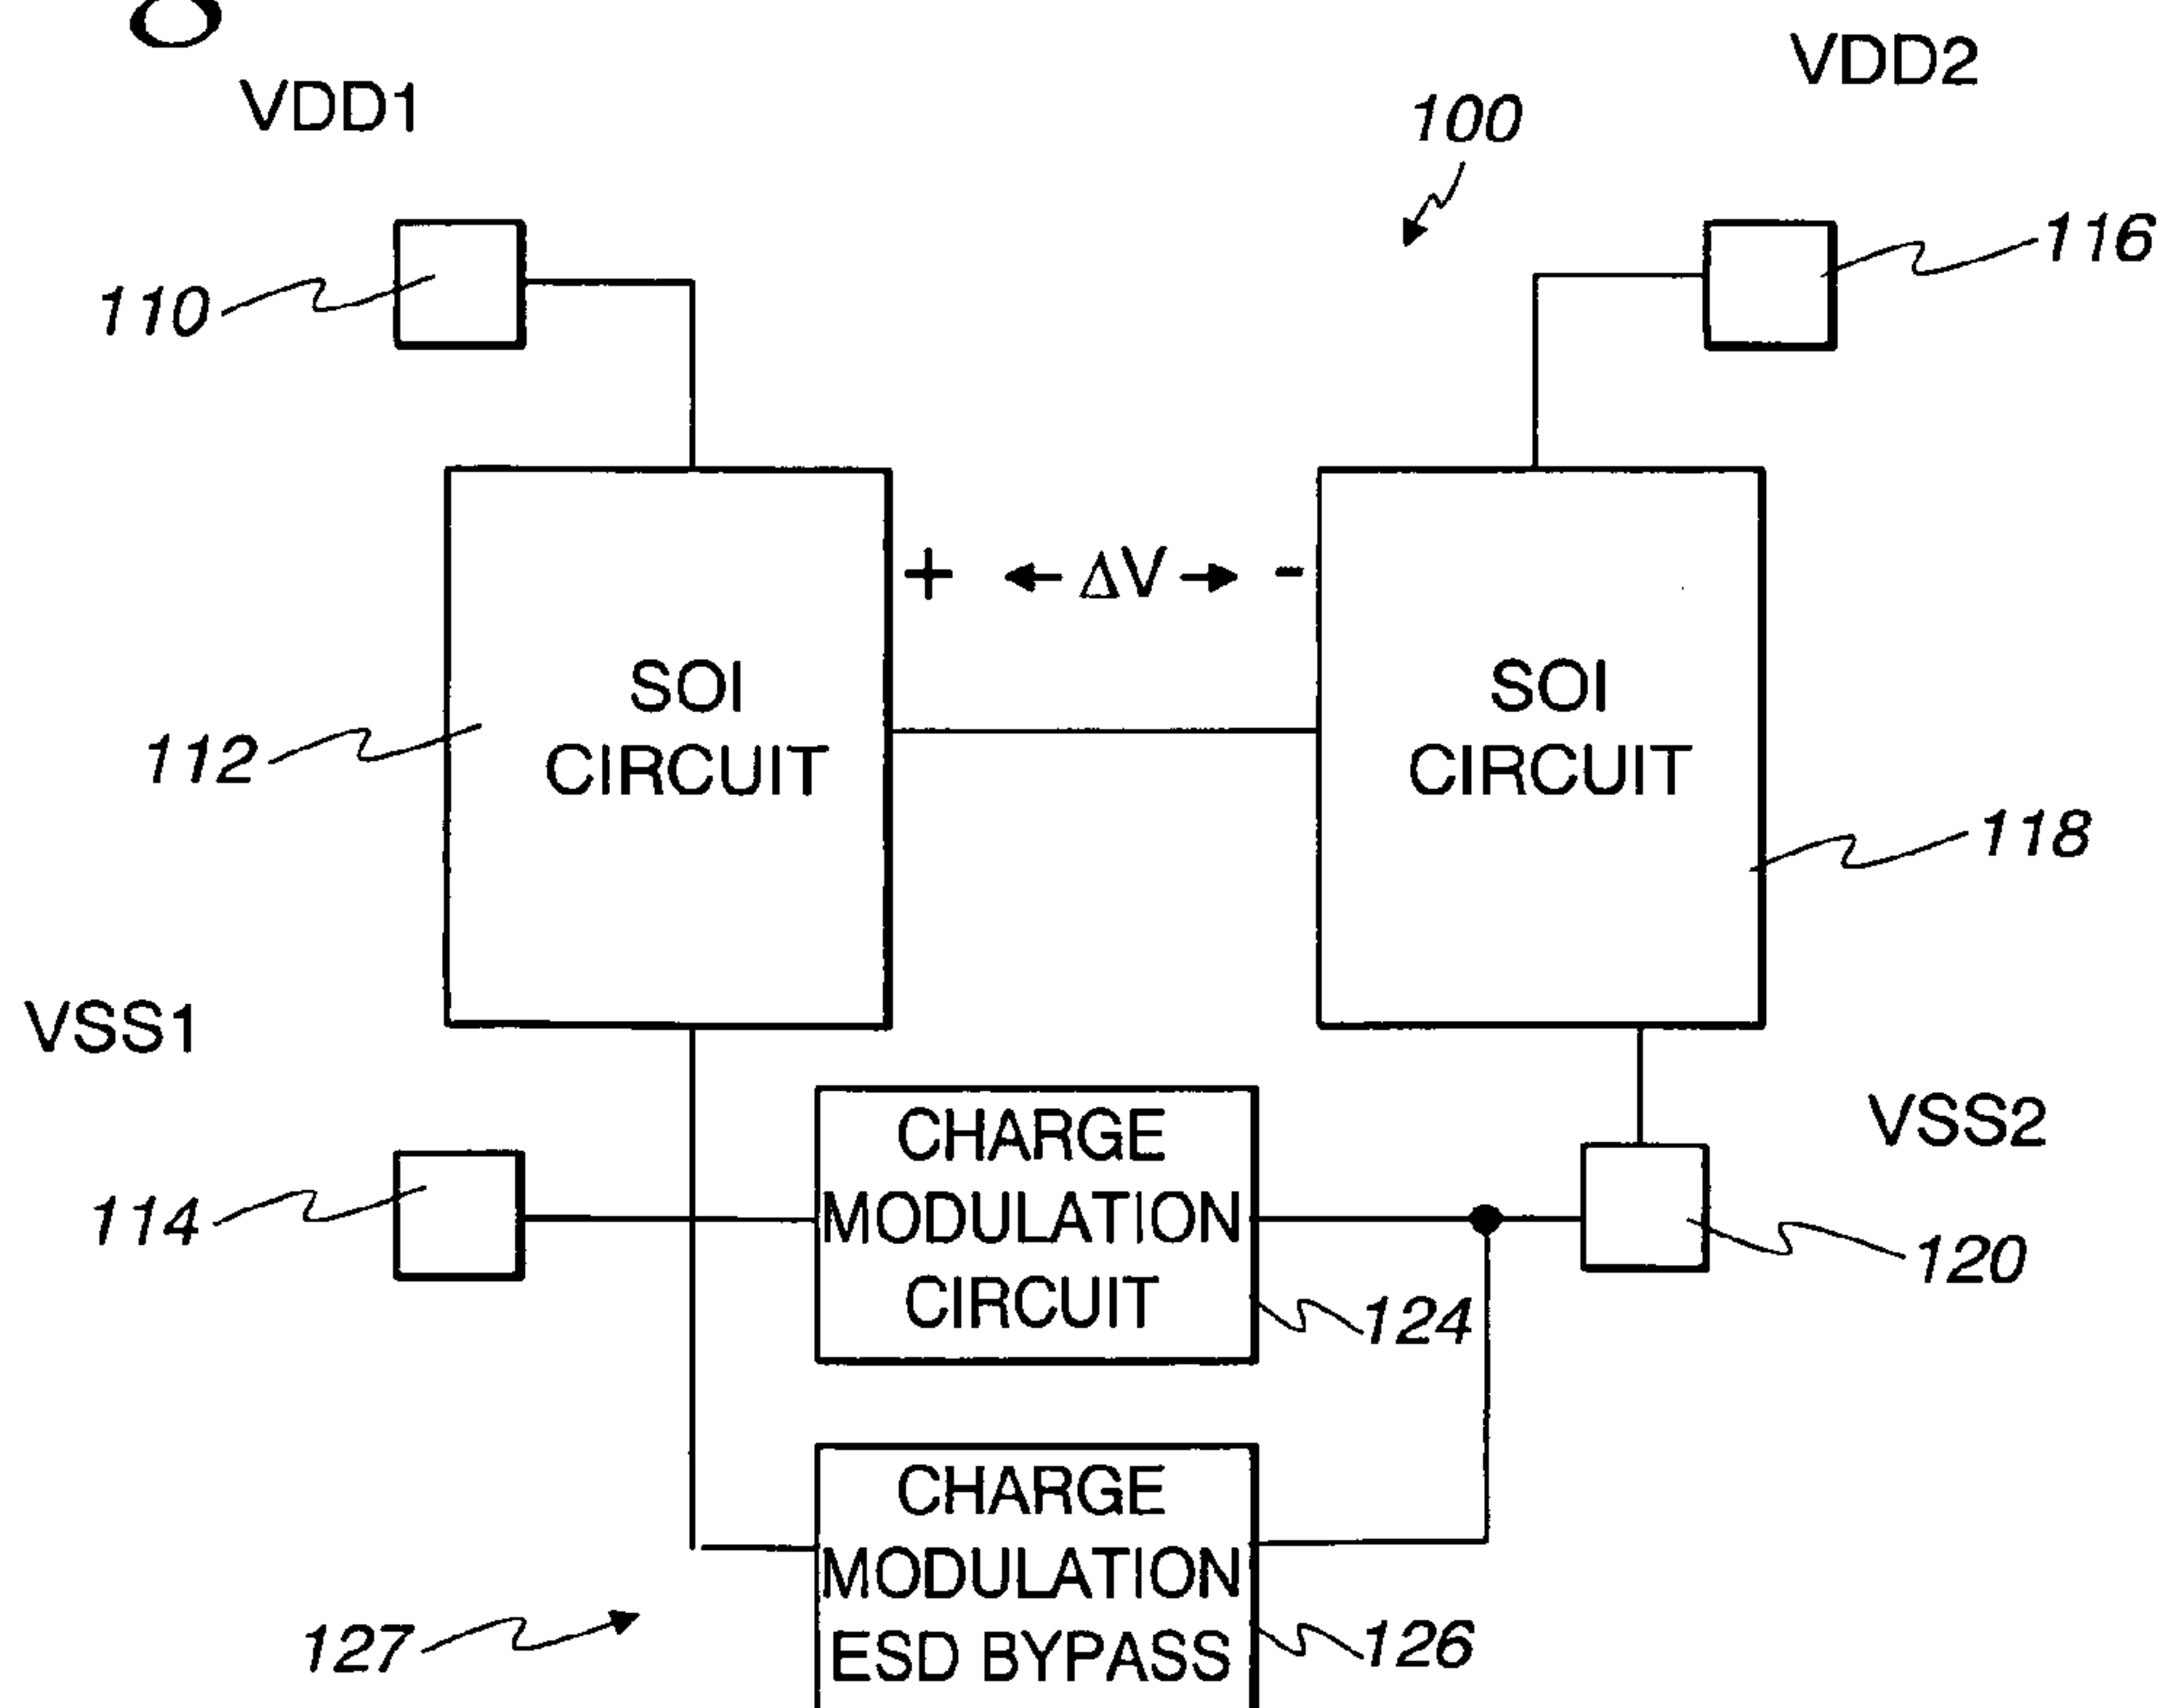 VDD1
VDD2
100
110
116
+ ← ΔV → -
SOI
CIRCUIT
SOI
CIRCUIT
112
118
VSS1
VSS2
CHARGE
MODULATION
CIRCUIT
114
120
124
CHARGE
MODULATION
ESD BYPASS
127
126